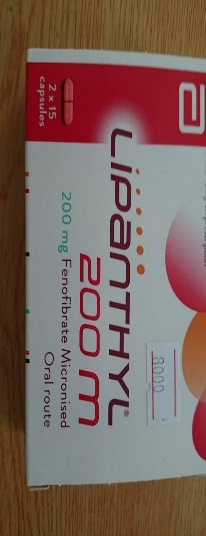 2 x 15
capsules
LIPANTHYL®
200 M
200 mg Fenofibrate Micronised
Oral route
8000